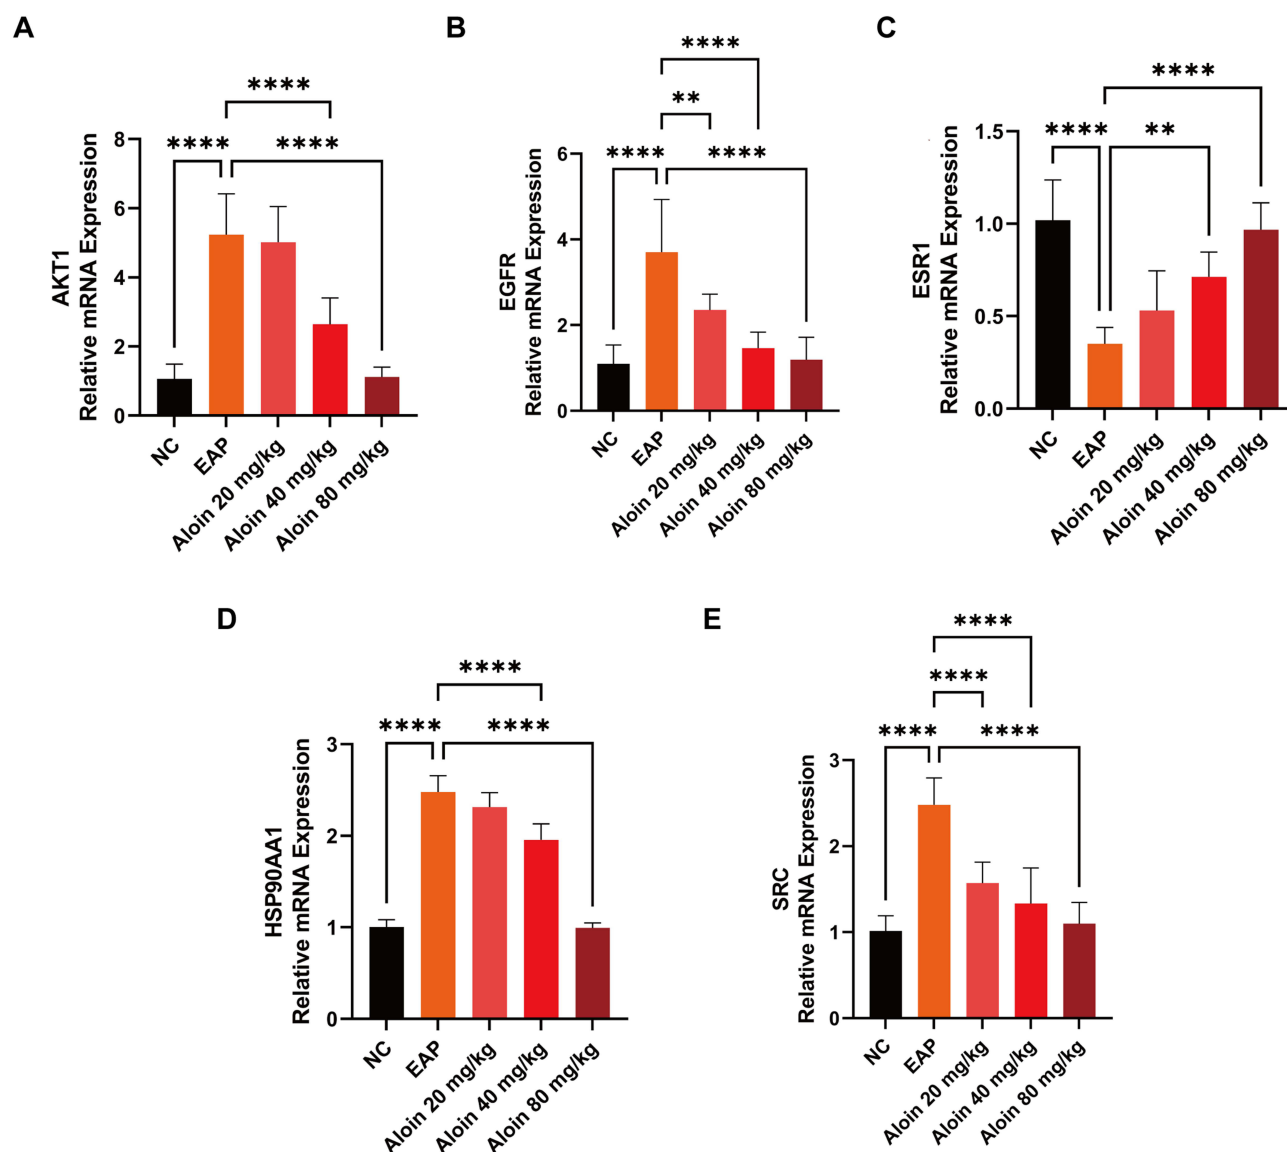 A
B
C
****
****
****
AKT1
Relative mRNA Expression
8
6
4
2
0
NC
EAP
Aloin 20 mg/kg
Aloin 40 mg/kg
Aloin 80 mg/kg
****
**
****
****
EGFR
Relative mRNA Expression
6
4
2
0
NC
EAP
Aloin 20 mg/kg
Aloin 40 mg/kg
Aloin 80 mg/kg
****
****
**
ESR1
Relative mRNA Expression
1.5
1.0
0.5
0.0
NC
EAP
Aloin 20 mg/kg
Aloin 40 mg/kg
Aloin 80 mg/kg
D
E
****
****
****
HSP90AA1
Relative mRNA Expression
3
2
1
0
NC
EAP
Aloin 20 mg/kg
Aloin 40 mg/kg
Aloin 80 mg/kg
****
****
****
****
SRC
Relative mRNA Expression
3
2
1
0
NC
EAP
Aloin 20 mg/kg
Aloin 40 mg/kg
Aloin 80 mg/kg